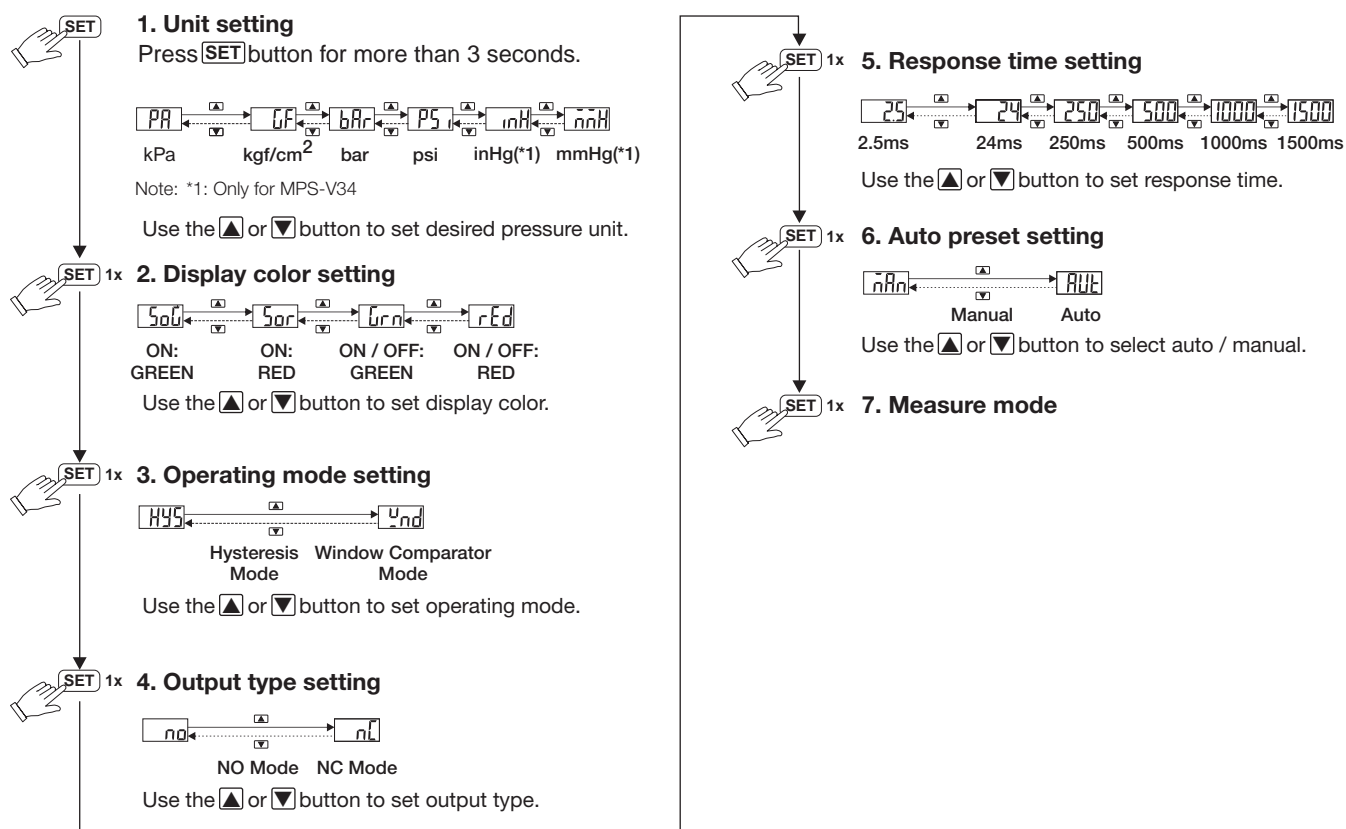 SET
1. Unit setting
Press SET button for more than 3 seconds.
PA GF bAr PSi inH mmH
kPa kgf/cm2 bar psi inHg(*1) mmHg(*1)
Note: *1: Only for MPS-V34
Use the ▲ or ▼ button to set desired pressure unit.
SET 1x 2. Display color setting
SoG Sor Grn rEd
ON: GREEN
ON: RED
ON / OFF: GREEN
ON / OFF: RED
Use the ▲ or ▼ button to set display color.
SET 1x 3. Operating mode setting
HYS Wnd
Hysteresis Mode
Window Comparator Mode
Use the ▲ or ▼ button to set operating mode.
SET 1x 4. Output type setting
no nC
NO Mode NC Mode
Use the ▲ or ▼ button to set output type.
SET 1x 5. Response time setting
2.5 24 250 500 1000 1500
2.5ms 24ms 250ms 500ms 1000ms 1500ms
Use the ▲ or ▼ button to set response time.
SET 1x 6. Auto preset setting
mAn AUt
Manual Auto
Use the ▲ or ▼ button to select auto / manual.
SET 1x 7. Measure mode